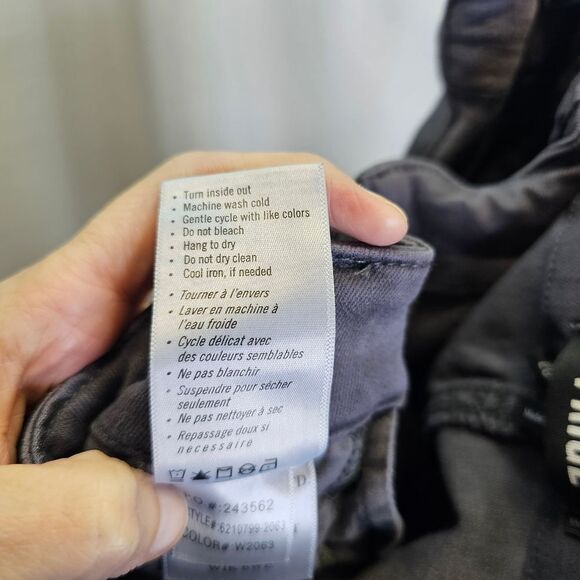 • Turn inside out
• Machine wash cold
• Gentle cycle with like colors
• Do not bleach
• Hang to dry
• Do not dry clean
• Cool iron, if needed
• Tourner à l'envers
• Laver en machine à
l'eau froide
• Cycle délicat avec
des couleurs semblables
• Ne pas blanchir
• Suspendre pour sécher
seulement
• Ne pas nettoyer à sec
• Repassage doux si
necessaire
#:243562
STYLE#:6210799-2063
COLOR#:W2063
D